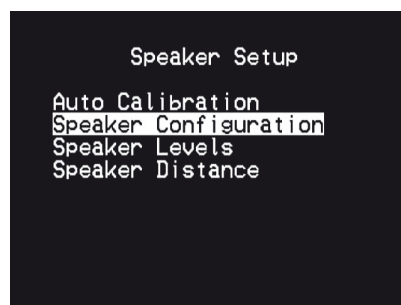 Speaker Setup
Auto Calibration
Speaker Configuration
Speaker Levels
Speaker Distance